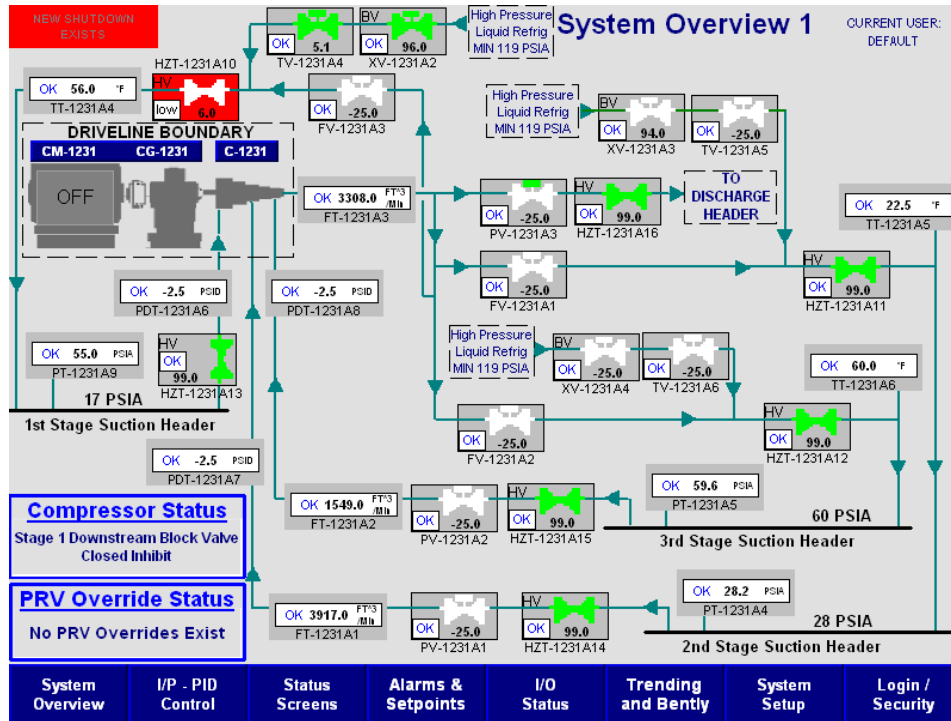 NEW SHUTDOWN
EXISTS
BV
High Pressure
Liquid Refrig
MIN 119 PSIA
System Overview 1
CURRENT USER:
DEFAULT
OK 5.1
TV-1231A4
OK 96.0
XV-1231A2
HZT-1231A10
OK 56.0 °F
TT-1231A4
HV
low 6.0
OK -25.0
FV-1231A3
High Pressure
Liquid Refrig
MIN 119 PSIA
BV
OK 94.0
XV-1231A3
OK -25.0
TV-1231A5
DRIVELINE BOUNDARY
CM-1231 CG-1231 C-1231
OFF
OK 3308.0 FT^3 /MIn
FT-1231A3
OK -25.0
PV-1231A3
HV
OK 99.0
HZT-1231A16
TO
DISCHARGE
HEADER
OK 22.5 °F
TT-1231A5
OK -25.0
FV-1231A1
HV
OK 99.0
HZT-1231A11
OK -2.5 PSID
PDT-1231A6
OK -2.5 PSID
PDT-1231A8
High Pressure
Liquid Refrig
MIN 119 PSIA
BV
OK -25.0
XV-1231A4
OK -25.0
TV-1231A6
OK 55.0 PSIA
PT-1231A9
HV
OK
99.0
HZT-1231A13
OK 60.0 °F
TT-1231A6
17 PSIA
1st Stage Suction Header
OK -25.0
FV-1231A2
HV
OK 99.0
HZT-1231A12
OK -2.5 PSID
PDT-1231A7
OK 1549.0 FT^3 /MIn
FT-1231A2
OK -25.0
PV-1231A2
HV
OK 99.0
HZT-1231A15
OK 59.6 PSIA
PT-1231A5
60 PSIA
3rd Stage Suction Header
Compressor Status
Stage 1 Downstream Block Valve
Closed Inhibit
PRV Override Status
No PRV Overrides Exist
OK 3917.0 FT^3 /MIn
FT-1231A1
OK -25.0
PV-1231A1
HV
OK 99.0
HZT-1231A14
OK 28.2 PSIA
PT-1231A4
28 PSIA
2nd Stage Suction Header
System
Overview
I/P - PID
Control
Status
Screens
Alarms &
Setpoints
I/O
Status
Trending
and Bently
System
Setup
Login /
Security